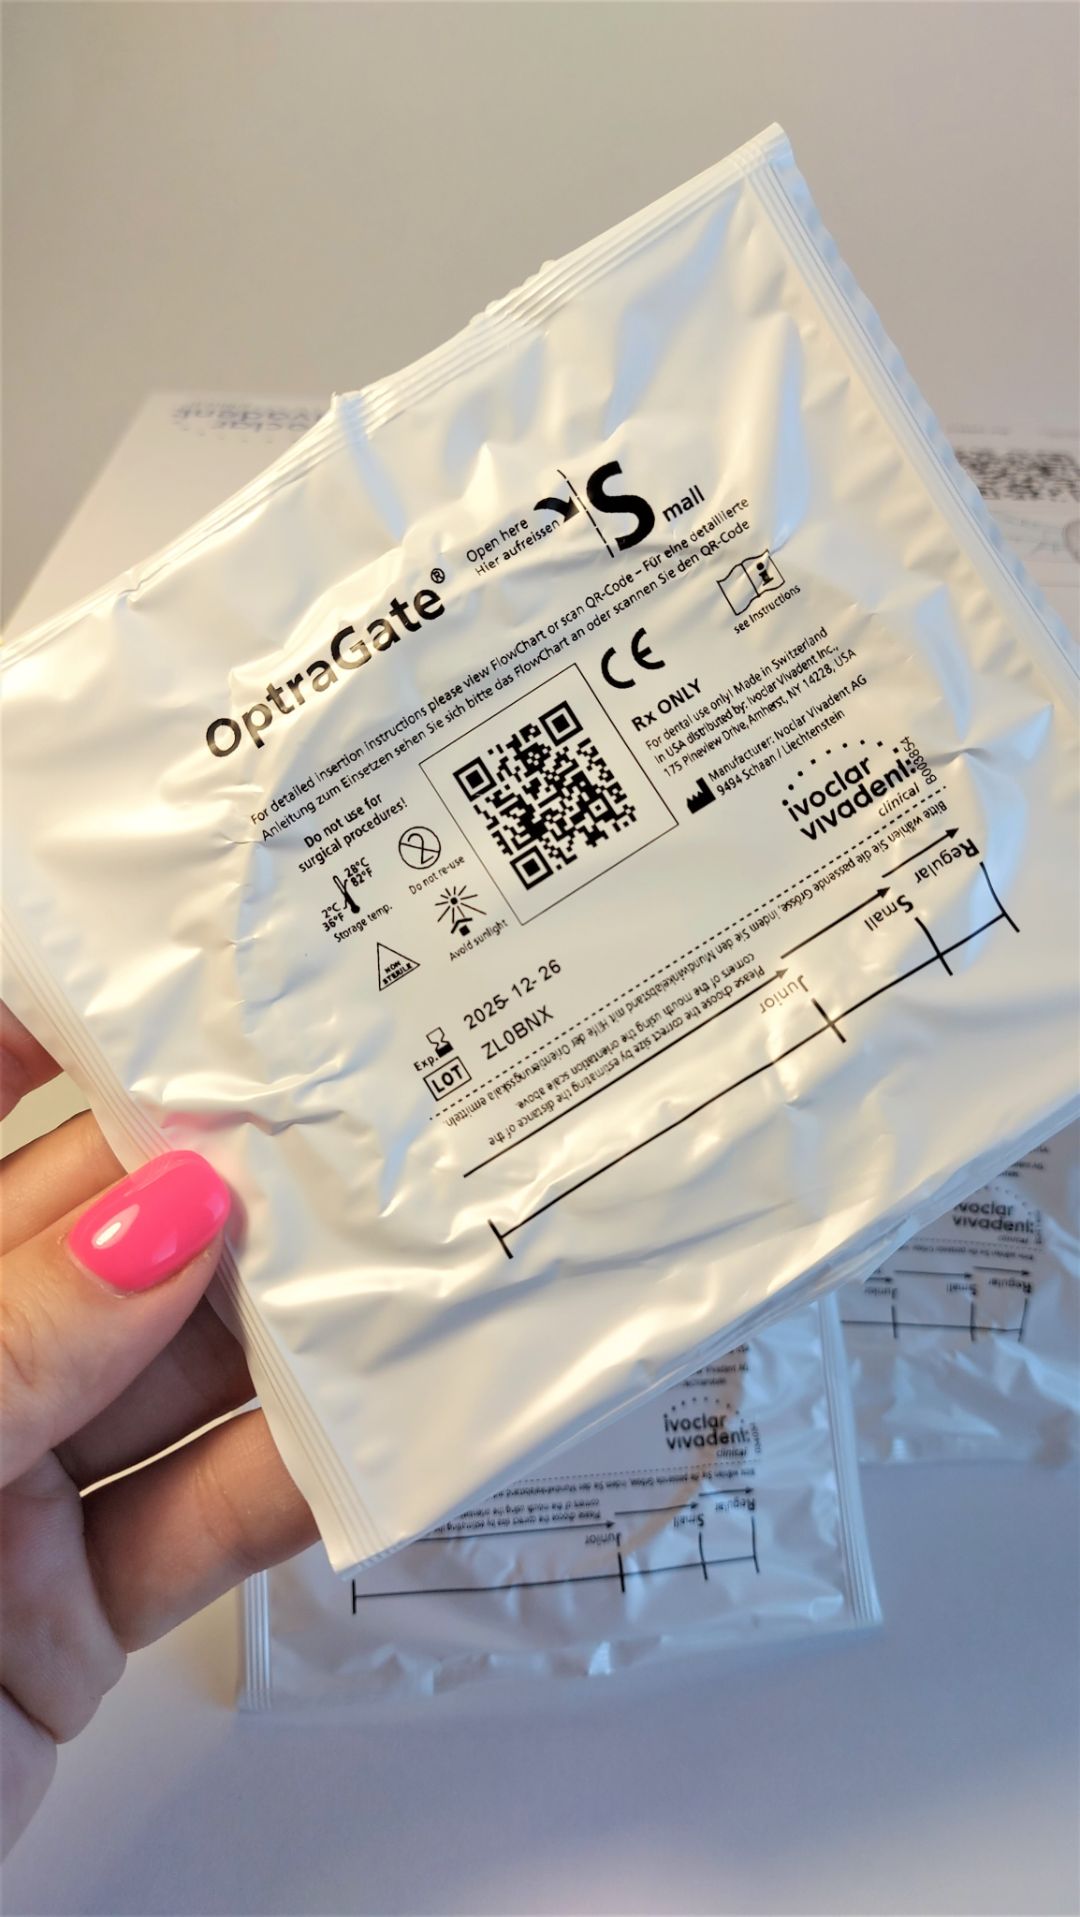 OptraGate®
Open here
Hier aufreissen
Small
For detailed insertion instructions please view FlowChart or scan QR-Code – Für eine detaillierte
Anleitung zum Einsetzen sehen Sie sich bitte das FlowChart an oder scannen Sie den QR-Code
Do not use for
surgical procedures!
28°C
82°F
2°C
36°F
Storage temp.
2
Do not re-use
Avoid sunlight
NON
STERILE
CE
see Instructions
Rx ONLY
For dental use only! Made in Switzerland
In USA distributed by: Ivoclar Vivadent Inc.,
175 Pineview Drive, Amherst, NY 14228, USA
Manufacturer: Ivoclar Vivadent AG
9494 Schaan / Liechtenstein
ivoclar
vivadent:
clinical
Exp.
2025-12-26
LOT
ZL0BNX
Bitte wählen Sie die passende Grösse, indem Sie den Mundwinkelabstand mit Hilfe der Orientierungsskala ermitteln.
Please choose the correct size by estimating the distance of the
corners of the mouth using the orientation scale above.
Regular
Small
Junior
ivoclar
vivadent:
clinical
Regular
Small
Junior
ivoclar
vivadent:
clinical
Regular
Small
Junior